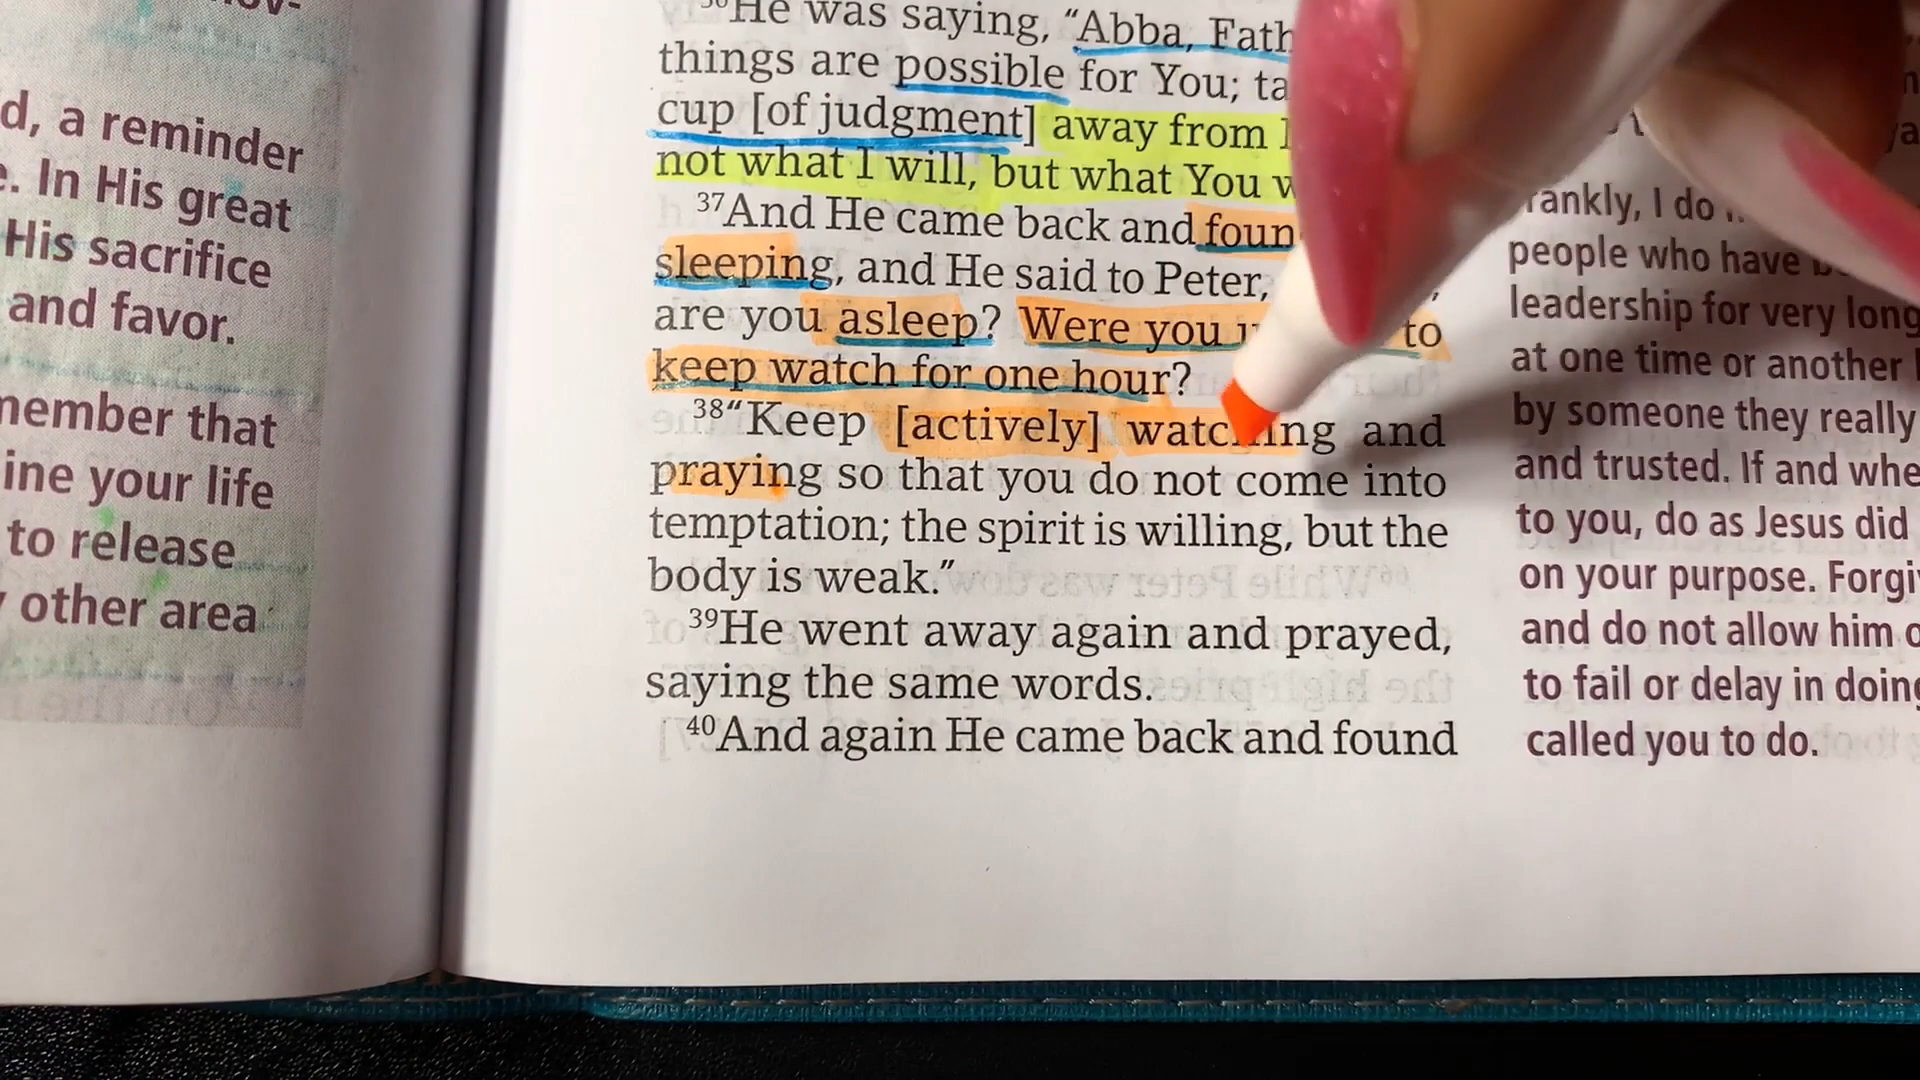 d, a reminder
. In His great
His sacrifice
and favor.
member that
ine your life
to release
other area
36He was saying, “Abba, Fath
things are possible for You; ta
cup [of judgment] away from
not what I will, but what You w
37And He came back and foun
sleeping, and He said to Peter,
are you asleep? Were you to
keep watch for one hour?
38“Keep [actively] watching and
praying so that you do not come into
temptation; the spirit is willing, but the
body is weak.”
39He went away again and prayed,
saying the same words.
40And again He came back and found
rankly, I do
people who have
leadership for very long
at one time or another
by someone they really
and trusted. If and whe
to you, do as Jesus did
on your purpose. Forgi
and do not allow him o
to fail or delay in doing
called you to do.